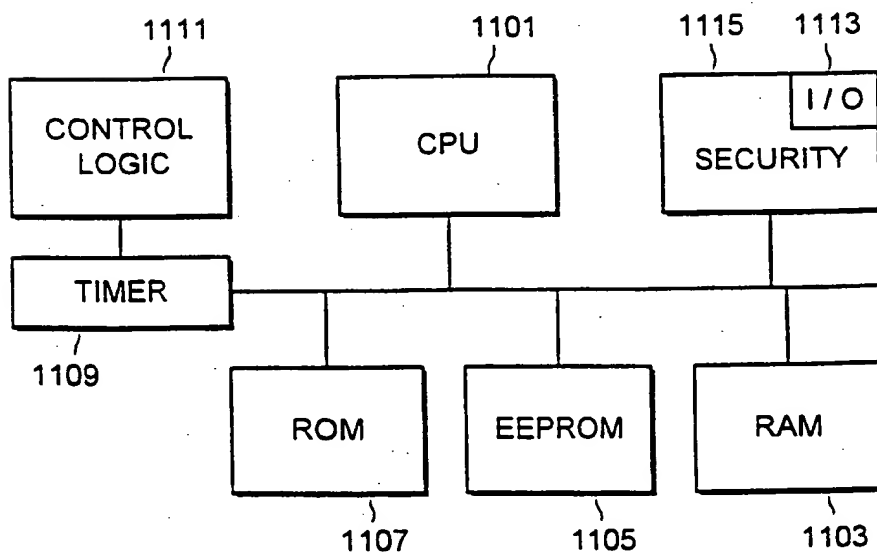 1111
1101
1115
1113
CONTROL
LOGIC
CPU
I / O
SECURITY
TIMER
1109
ROM
EEPROM
RAM
1107
1105
1103